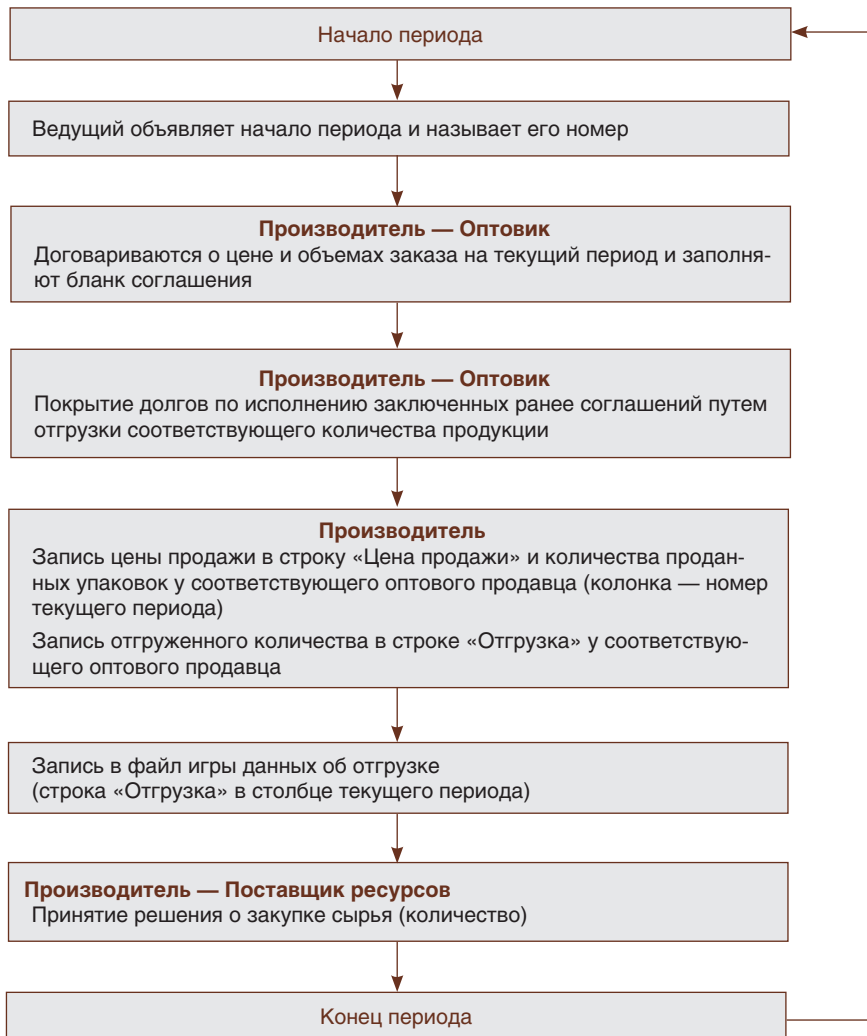 Начало периода
Ведущий объявляет начало периода и называет его номер
Производитель — Оптовик
Договариваются о цене и объемах заказа на текущий период и заполня-
ют бланк соглашения
Производитель — Оптовик
Покрытие долгов по исполнению заключенных ранее соглашений путем
отгрузки соответствующего количества продукции
Производитель
Запись цены продажи в строку «Цена продажи» и количества продан-
ных упаковок у соответствующего оптового продавца (колонка — номер
текущего периода)
Запись отгруженного количества в строке «Отгрузка» у соответствую-
щего оптового продавца
Запись в файл игры данных об отгрузке
(строка «Отгрузка» в столбце текущего периода)
Производитель — Поставщик ресурсов
Принятие решения о закупке сырья (количество)
Конец периода